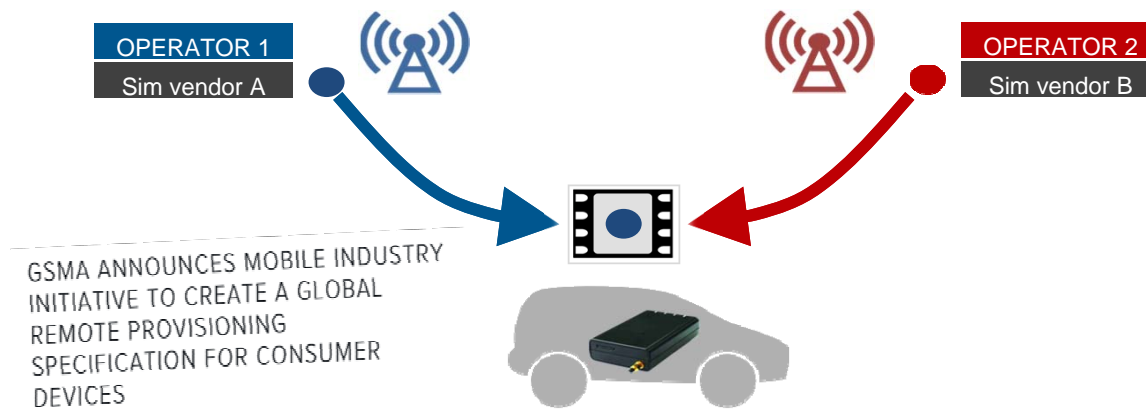 OPERATOR 1
Sim vendor A
OPERATOR 2
Sim vendor B
GSMA ANNOUNCES MOBILE INDUSTRY
INITIATIVE TO CREATE A GLOBAL
REMOTE PROVISIONING
SPECIFICATION FOR CONSUMER
DEVICES